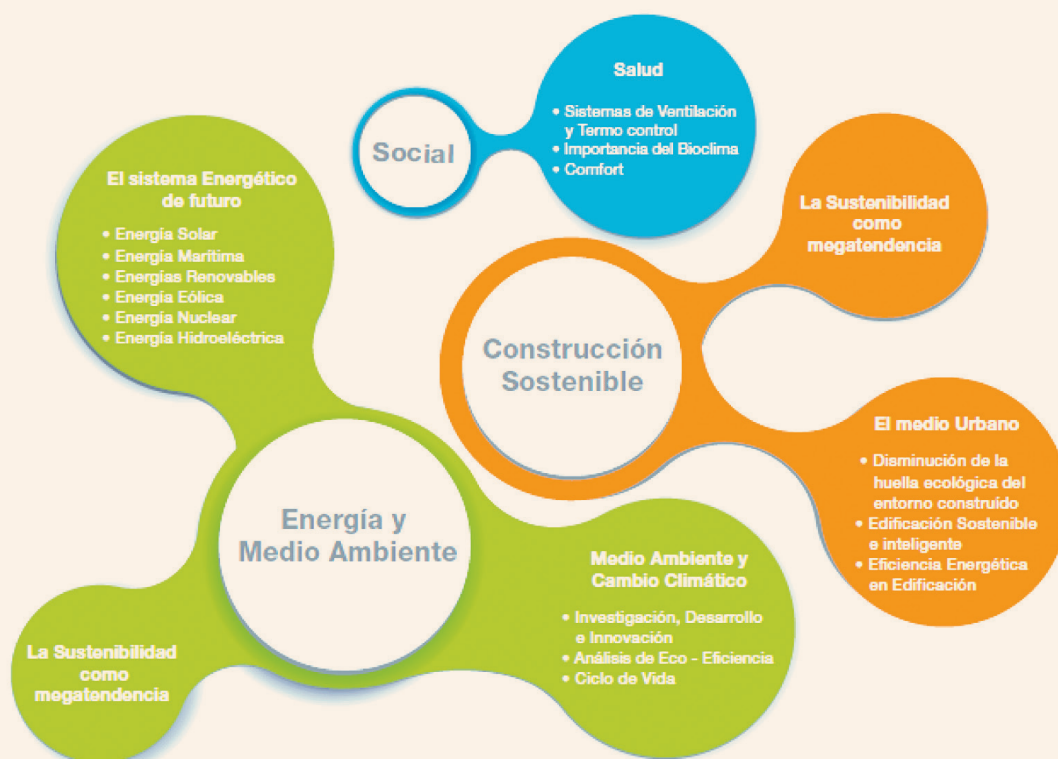 Social
Salud
• Sistemas de Ventilación
y Termo control
• Importancia del Bioclima
• Comfort
El sistema Energético
de futuro
• Energía Solar
• Energía Marítima
• Energías Renovables
• Energía Eólica
• Energía Nuclear
• Energía Hidroeléctrica
La Sustenibilidad
como
megatendencia
Construcción
Sostenible
El medio Urbano
• Disminución de la
huella ecológica del
entorno construído
• Edificación Sostenible
e inteligente
• Eficiencia Energética
en Edificación
Energía y
Medio Ambiente
Medio Ambiente y
Cambio Climático
• Investigación, Desarrollo
e Innovación
• Análisis de Eco - Eficiencia
• Ciclo de Vida
La Sustenibilidad
como
megatendencia